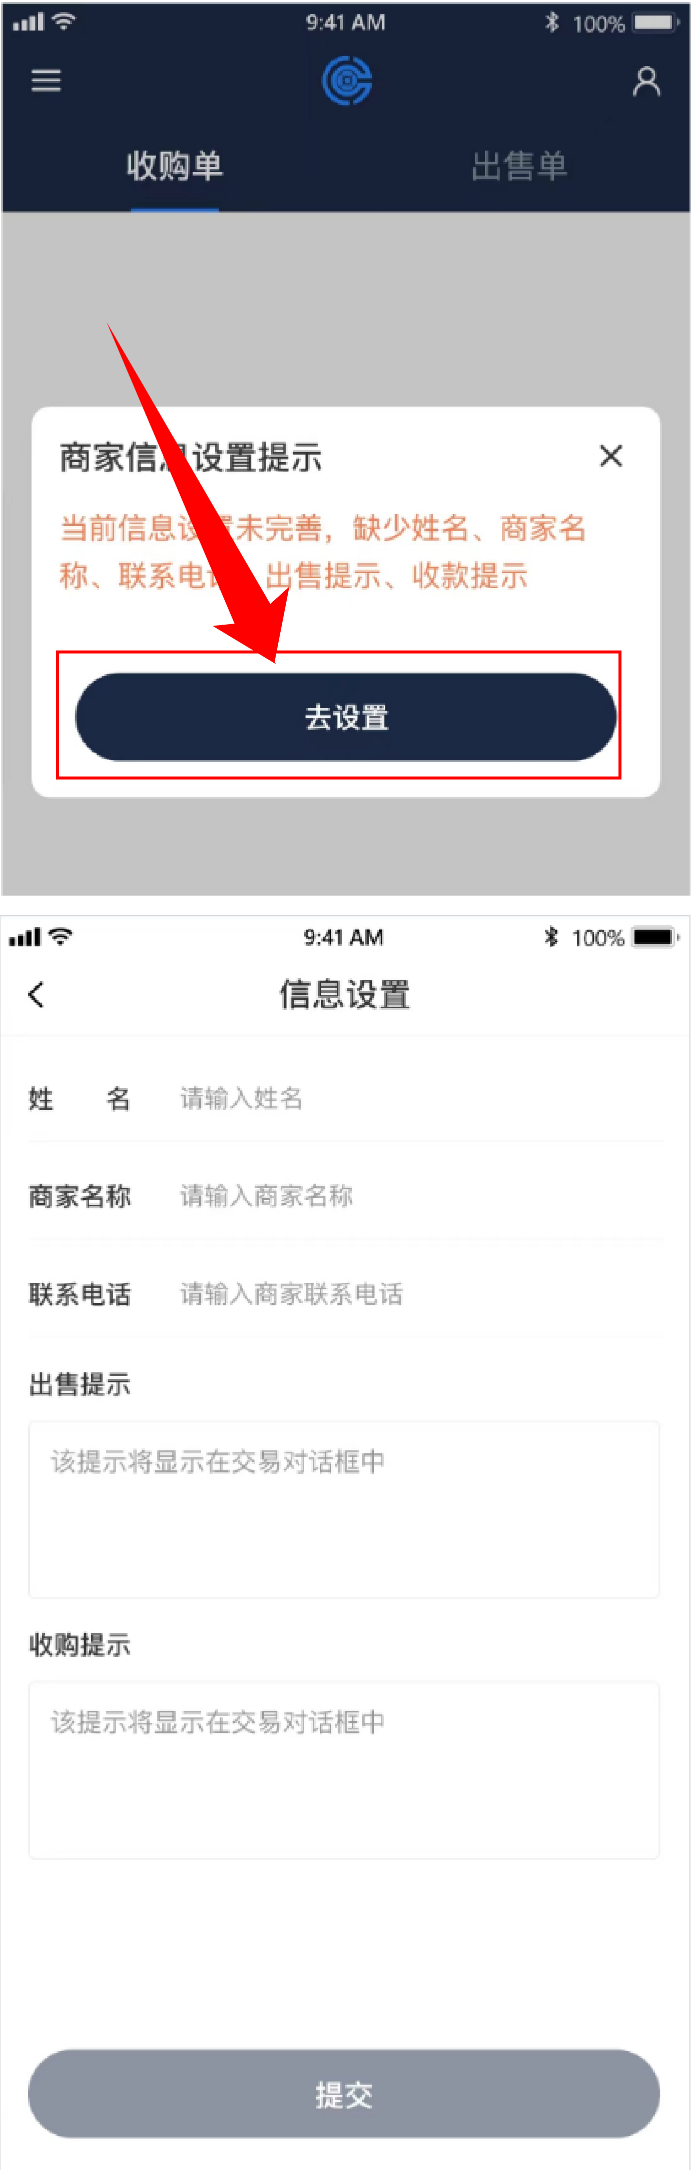 9:41 AM
100%
收购单
出售单
商家信息设置提示
当前信息设置未完善，缺少姓名、商家名
称、联系电 出售提示、收款提示
去设置
9:41 AM
100%
信息设置
姓 名 请输入姓名
商家名称 请输入商家名称
联系电话 请输入商家联系电话
出售提示
该提示将显示在交易对话框中
收购提示
该提示将显示在交易对话框中
提交